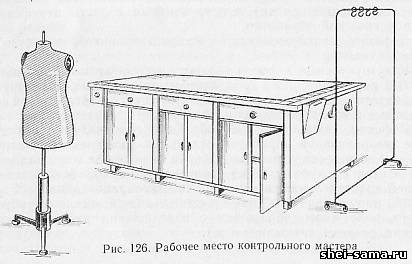 Рис. 126. Рабочее место контрольного мастера
shei-sama.ru